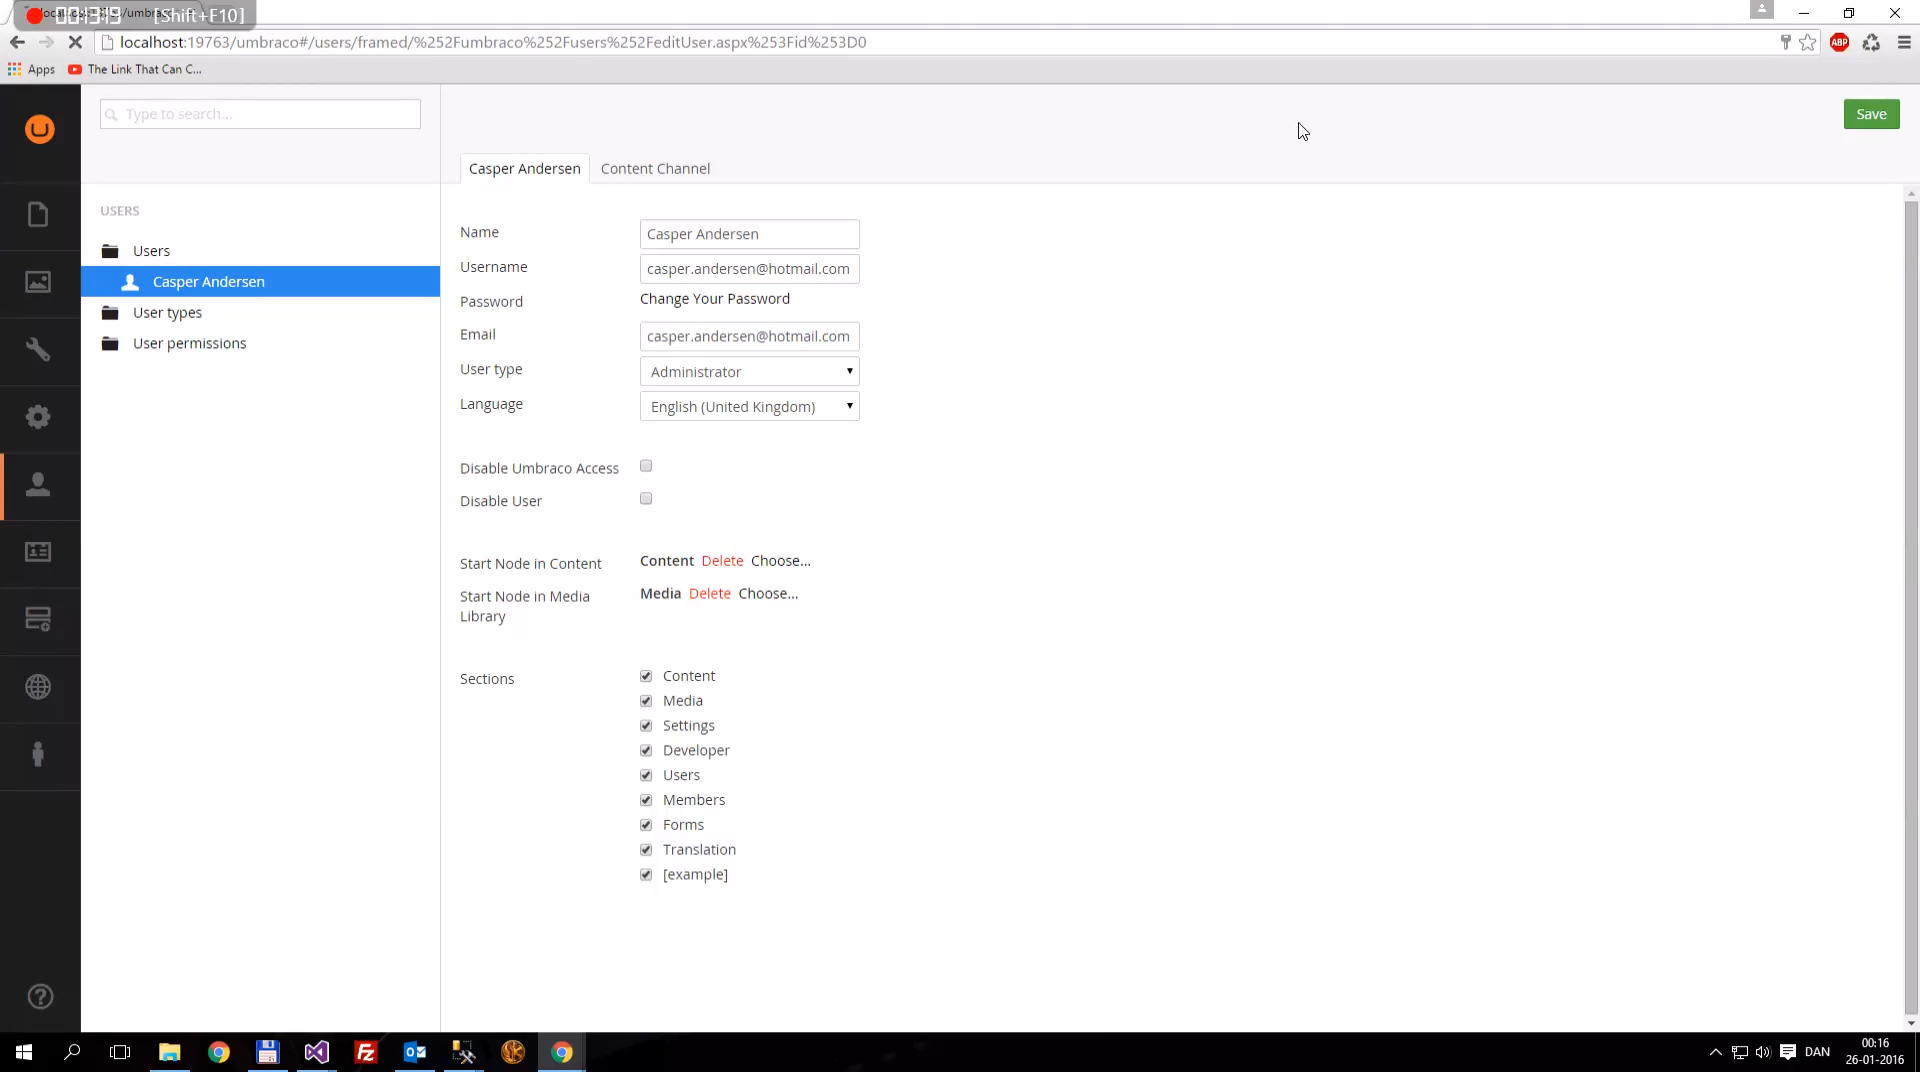 00:13:13 [Shift+F10]
localhost:19763/umbraco#/users/framed/%252Fumbraco%252Fusers%252FeditUser.aspx%253Fid%253D0
ABP
Apps
The Link That Can C...
Type to search...
Save
Casper Andersen
Content Channel
USERS
Users
Casper Andersen
User types
User permissions
Name
Casper Andersen
Username
casper.andersen@hotmail.com
Password
Change Your Password
Email
casper.andersen@hotmail.com
User type
Administrator
Language
English (United Kingdom)
Disable Umbraco Access
Disable User
Start Node in Content
Content Delete Choose...
Start Node in Media
Library
Media Delete Choose...
Sections
Content
Media
Settings
Developer
Users
Members
Forms
Translation
[example]
DAN
00:16
26-01-2016